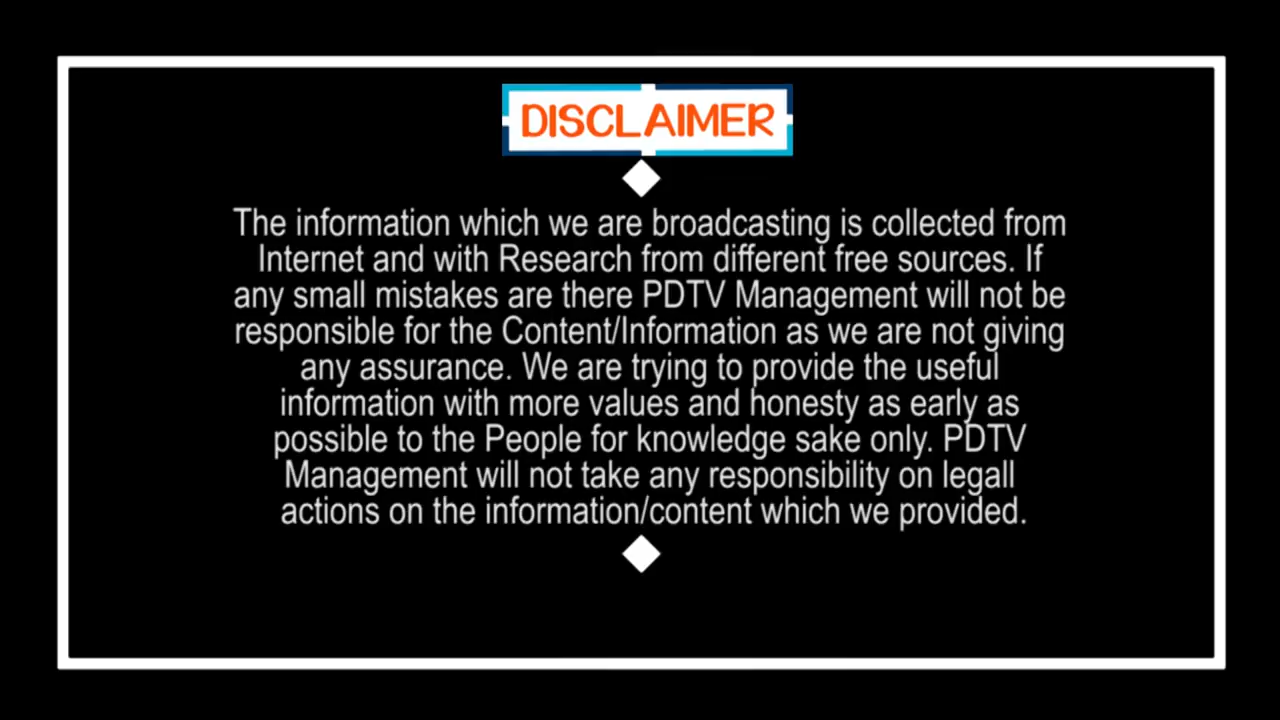 DISCLAIMER
The information which we are broadcasting is collected from
Internet and with Research from different free sources. If
any small mistakes are there PDTV Management will not be
responsible for the Content/Information as we are not giving
any assurance. We are trying to provide the useful
information with more values and honesty as early as
possible to the People for knowledge sake only. PDTV
Management will not take any responsibility on legall
actions on the information/content which we provided.